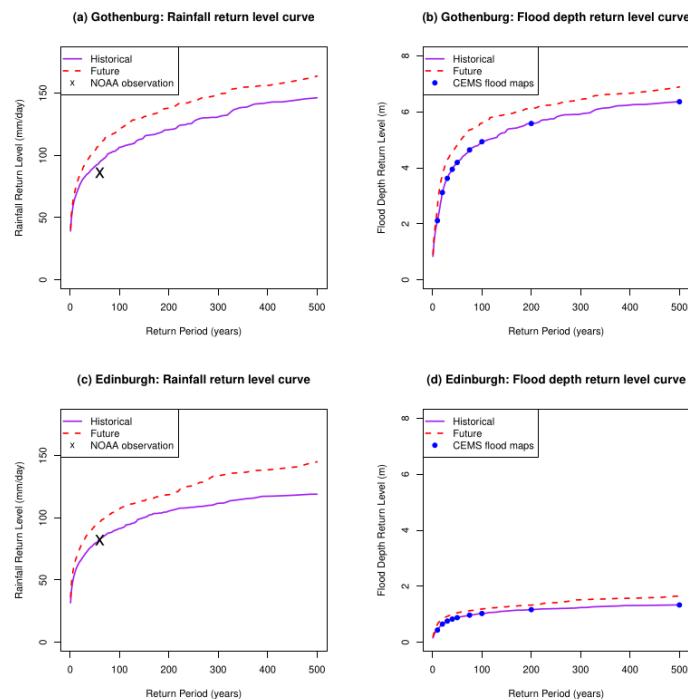 (a) Gothenburg: Rainfall return level curve
Historical
Future
x NOAA observation
Rainfall Return Level (mm/day)
0 50 100 150
0 100 200 300 400 500
Return Period (years)
(b) Gothenburg: Flood depth return level curve
Historical
Future
CEMS flood maps
Flood Depth Return Level (m)
0 2 4 6 8
0 100 200 300 400 500
Return Period (years)
(c) Edinburgh: Rainfall return level curve
Historical
Future
x NOAA observation
Rainfall Return Level (mm/day)
0 50 100 150
0 100 200 300 400 500
Return Period (years)
(d) Edinburgh: Flood depth return level curve
Historical
Future
CEMS flood maps
Flood Depth Return Level (m)
0 2 4 6 8
0 100 200 300 400 500
Return Period (years)